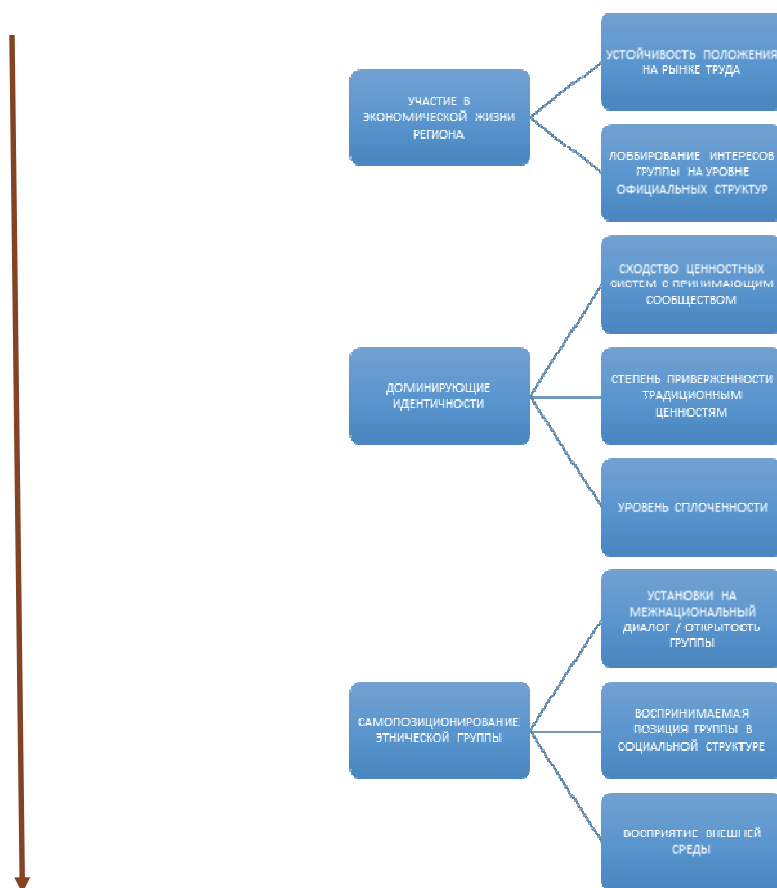 УСТОЙЧИВОСТЬ ПОЛОЖЕНИЯ
НА РЫНКЕ ТРУДА
УЧАСТИЕ В
ЭКОНОМИЧЕСКОЙ ЖИЗНИ
РЕГИОНА
ЛОББИРОВАНИЕ ИНТЕРЕСОВ
ГРУППЫ НА УРОВНЕ
ОФИЦИАЛЬНЫХ СТРУКТУР
СХОДСТВО ЦЕННОСТНЫХ
СИСТЕМ С ПРИНИМАЮЩИМ
СООБЩЕСТВОМ
ДОМИНИРУЮЩИЕ
ИДЕНТИЧНОСТИ
СТЕПЕНЬ ПРИВЕРЖЕННОСТИ
ТРАДИЦИОННЫМ
ЦЕННОСТЯМ
УРОВЕНЬ СПЛОЧЕННОСТИ
УСТАНОВКИ НА
МЕЖНАЦИОНАЛЬНЫЙ
ДИАЛОГ / ОТКРЫТОСТЬ
ГРУППЫ
САМОПОЗИЦИОНИРОВАНИЕ
ЭТНИЧЕСКОЙ ГРУППЫ
ВОСПРИНИМАЕМАЯ
ПОЗИЦИЯ ГРУППЫ В
СОЦИАЛЬНОЙ СТРУКТУРЕ
ВОСПРИЯТИЕ ВНЕШНЕЙ
СРЕДЫ